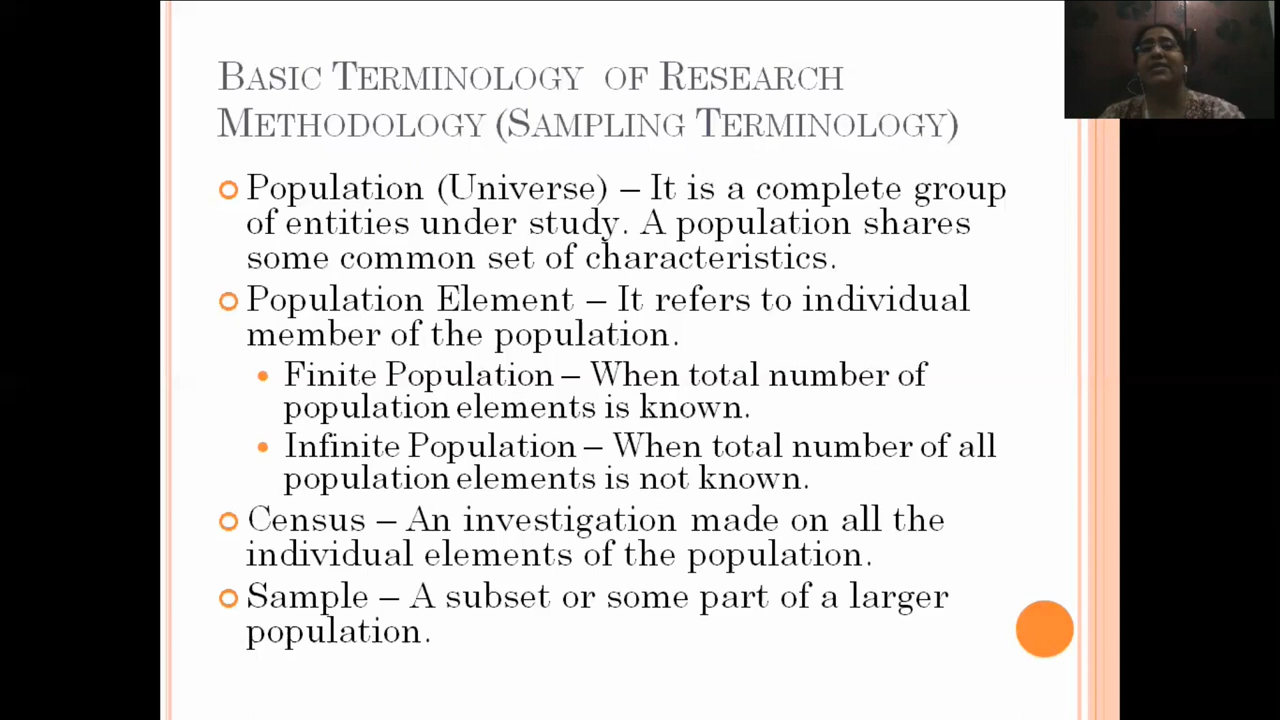 BASIC TERMINOLOGY OF RESEARCH
METHODOLOGY (SAMPLING TERMINOLOGY)
Population (Universe) – It is a complete group
of entities under study. A population shares
some common set of characteristics.
Population Element – It refers to individual
member of the population.
Finite Population – When total number of
population elements is known.
Infinite Population – When total number of all
population elements is not known.
Census – An investigation made on all the
individual elements of the population.
Sample – A subset or some part of a larger
population.